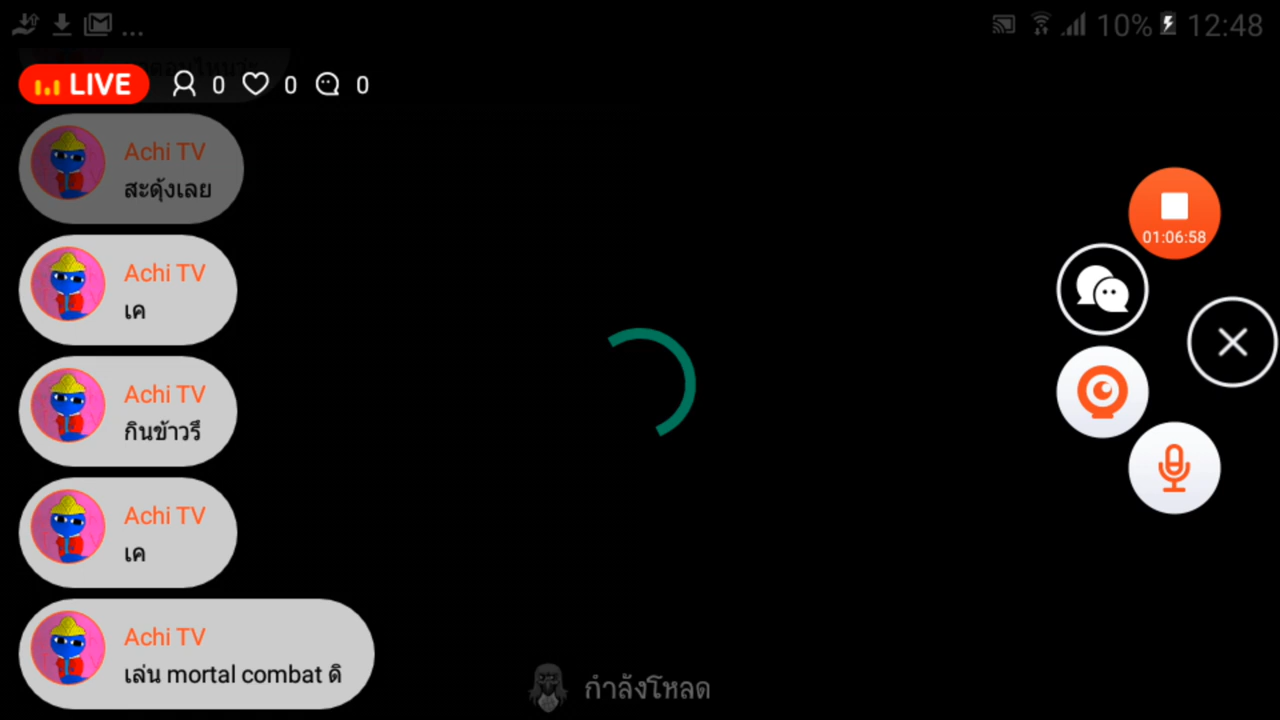 ... 10% 12:48
LIVE 0 0 0
Achi TV
สะดุ้งเลย
Achi TV
เค
Achi TV
กินข้าวรึ
Achi TV
เค
Achi TV
เล่น mortal combat ดิ
01:06:58
กำลังโหลด